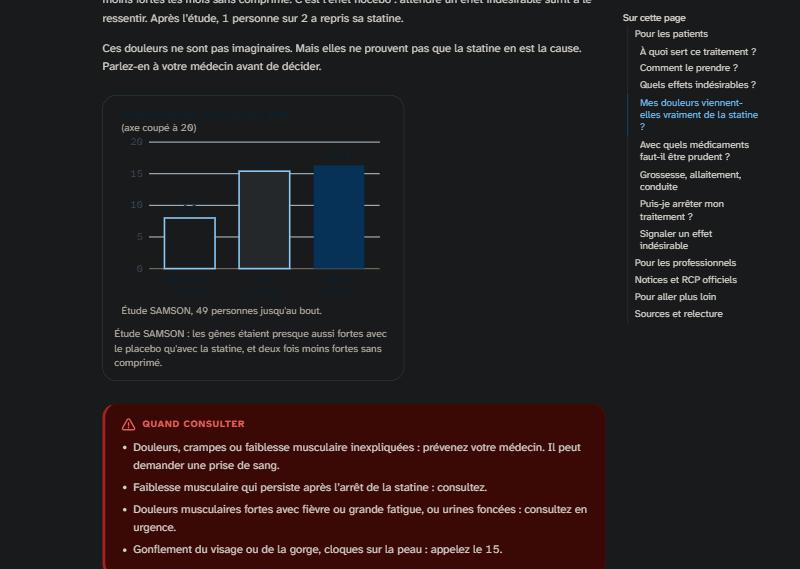 ressentir. Après l'étude, 1 personne sur 2 a repris sa statine.
Ces douleurs ne sont pas imaginaires. Mais elles ne prouvent pas que la statine en est la cause.
Parlez-en à votre médecin avant de décider.
(axe coupé à 20)
20
15
10
5
0
Étude SAMSON, 49 personnes jusqu'au bout.
Étude SAMSON : les gênes étaient presque aussi fortes avec
le placebo qu'avec la statine, et deux fois moins fortes sans
comprimé.
QUAND CONSULTER
• Douleurs, crampes ou faiblesse musculaire inexpliquées : prévenez votre médecin. Il peut
demander une prise de sang.
• Faiblesse musculaire qui persiste après l'arrêt de la statine : consultez.
• Douleurs musculaires fortes avec fièvre ou grande fatigue, ou urines foncées : consultez en
urgence.
• Gonflement du visage ou de la gorge, cloques sur la peau : appelez le 15.
Sur cette page
Pour les patients
À quoi sert ce traitement ?
Comment le prendre ?
Quels effets indésirables ?
Mes douleurs viennent-
elles vraiment de la statine
?
Avec quels médicaments
faut-il être prudent ?
Grossesse, allaitement,
conduite
Puis-je arrêter mon
traitement ?
Signaler un effet
indésirable
Pour les professionnels
Notices et RCP officiels
Pour aller plus loin
Sources et relecture